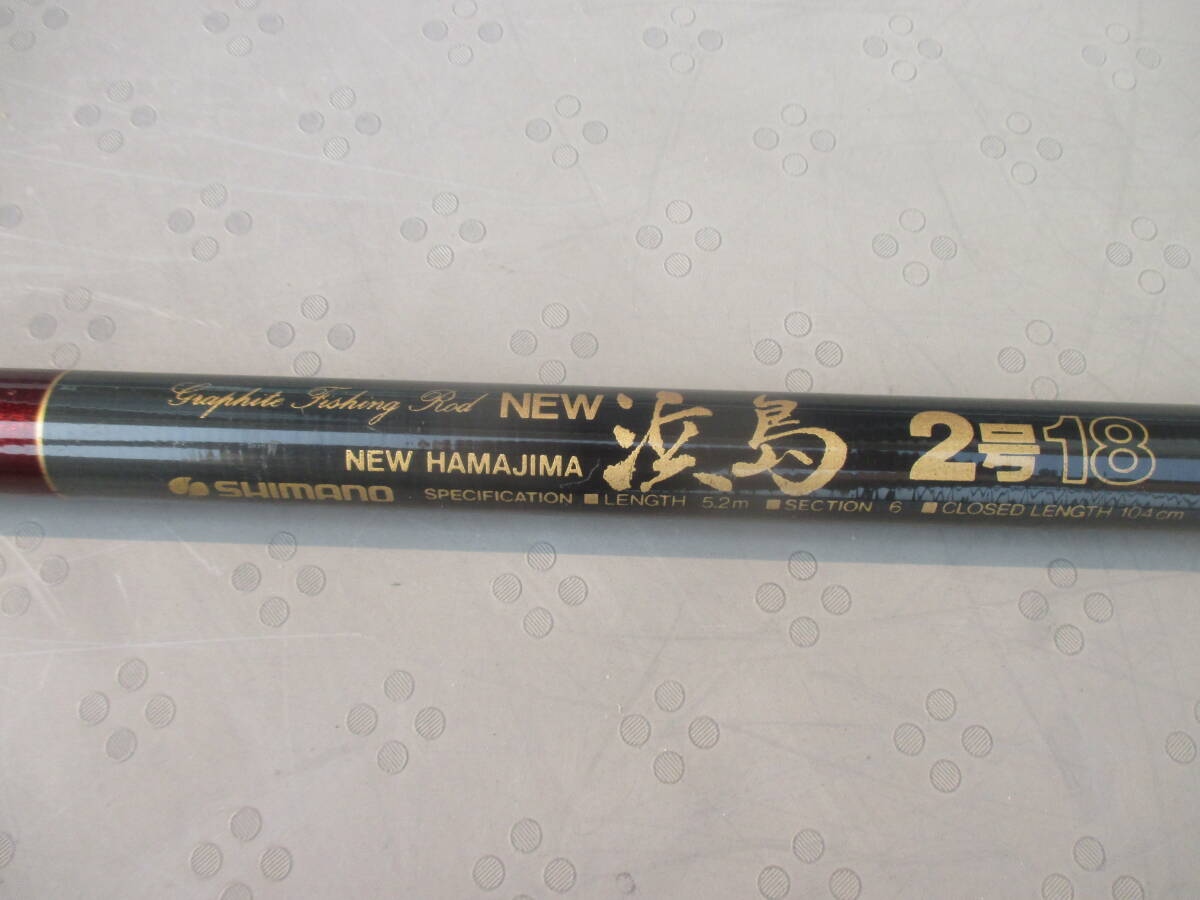 Graphite Fishing Rod NEW 浜島 2号18
NEW HAMAJIMA
SHIMANO SPECIFICATION ■ LENGTH 5.2m ■ SECTION 6 ■ CLOSED LENGTH 104cm ■